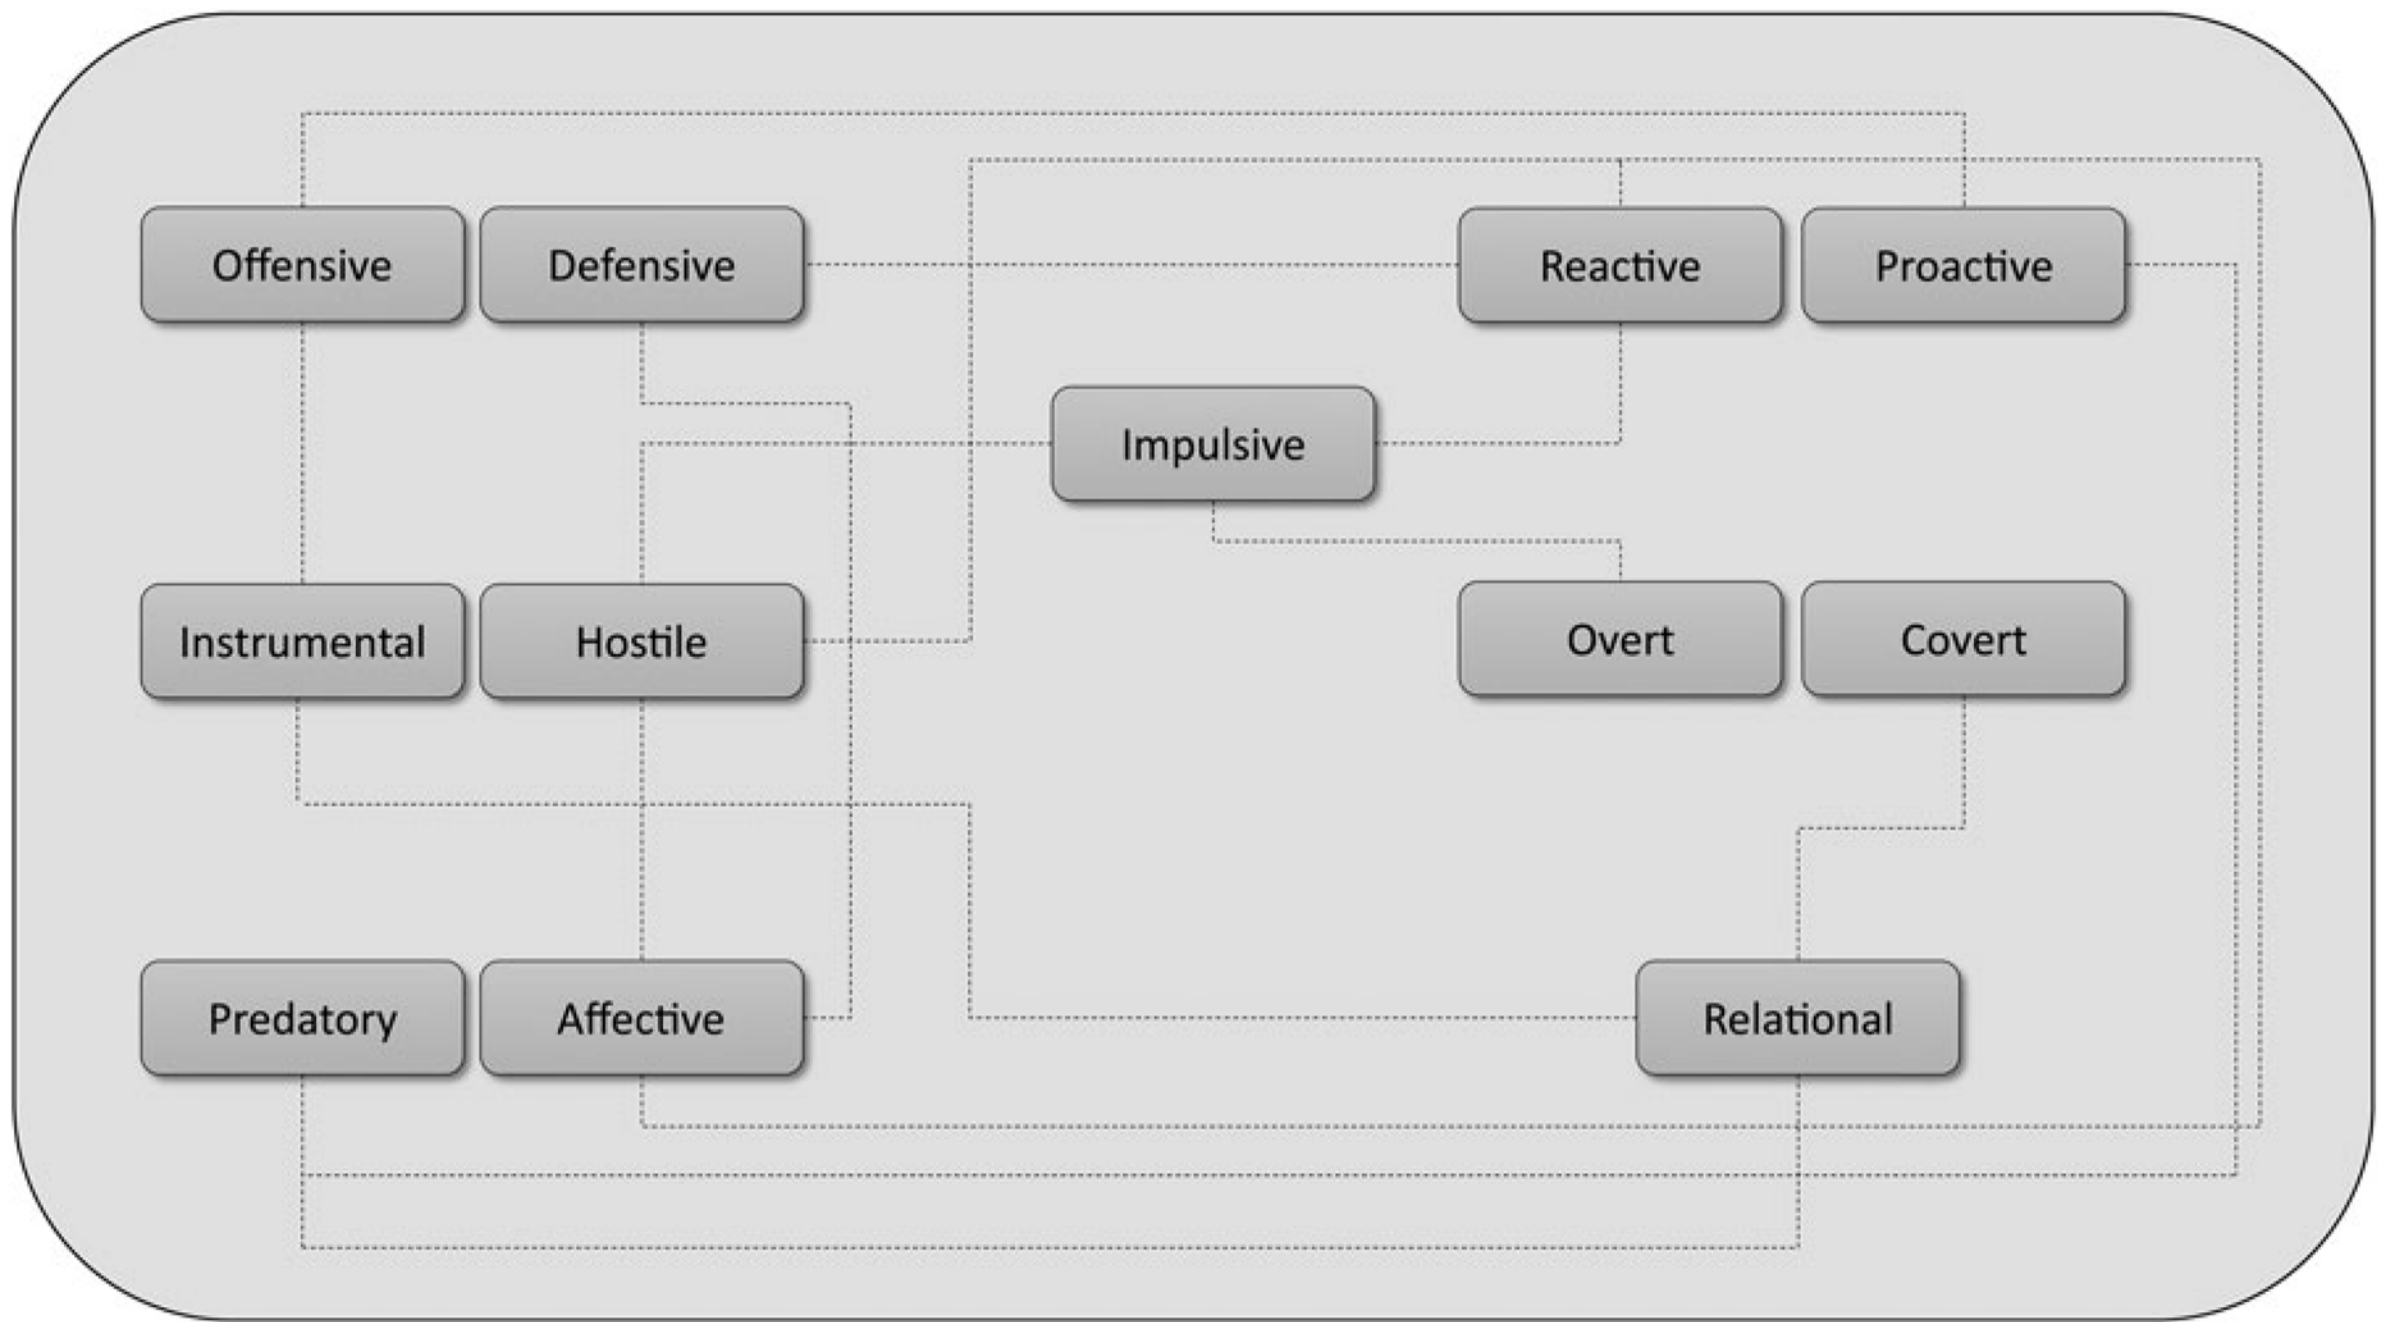 Offensive
Defensive
Reactive
Proactive
Impulsive
Instrumental
Hostile
Overt
Covert
Predatory
Affective
Relational